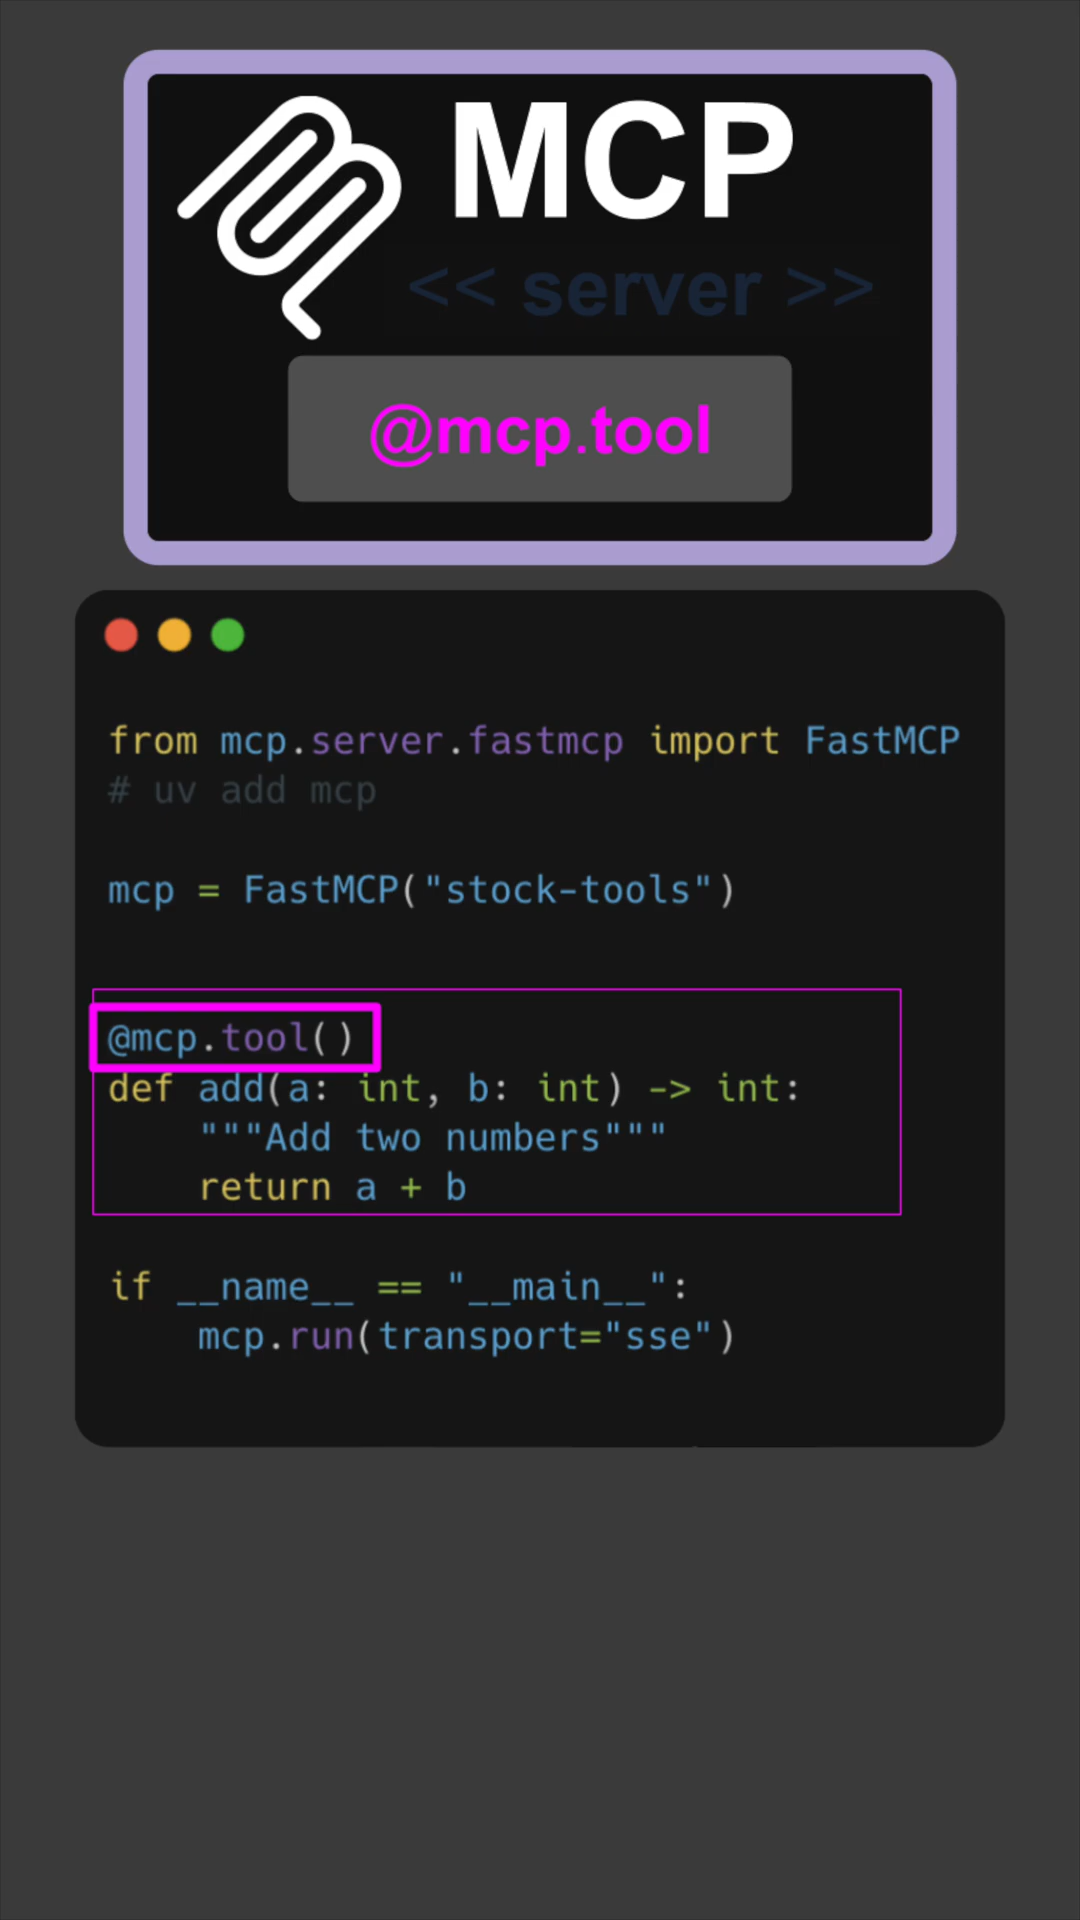 MCP
<< server >>
@mcp.tool
from mcp.server.fastmcp import FastMCP
# uv add mcp
mcp = FastMCP("stock-tools")
@mcp.tool()
def add(a: int, b: int) -> int:
    """Add two numbers"""
    return a + b
if __name__ == "__main__":
    mcp.run(transport="sse")